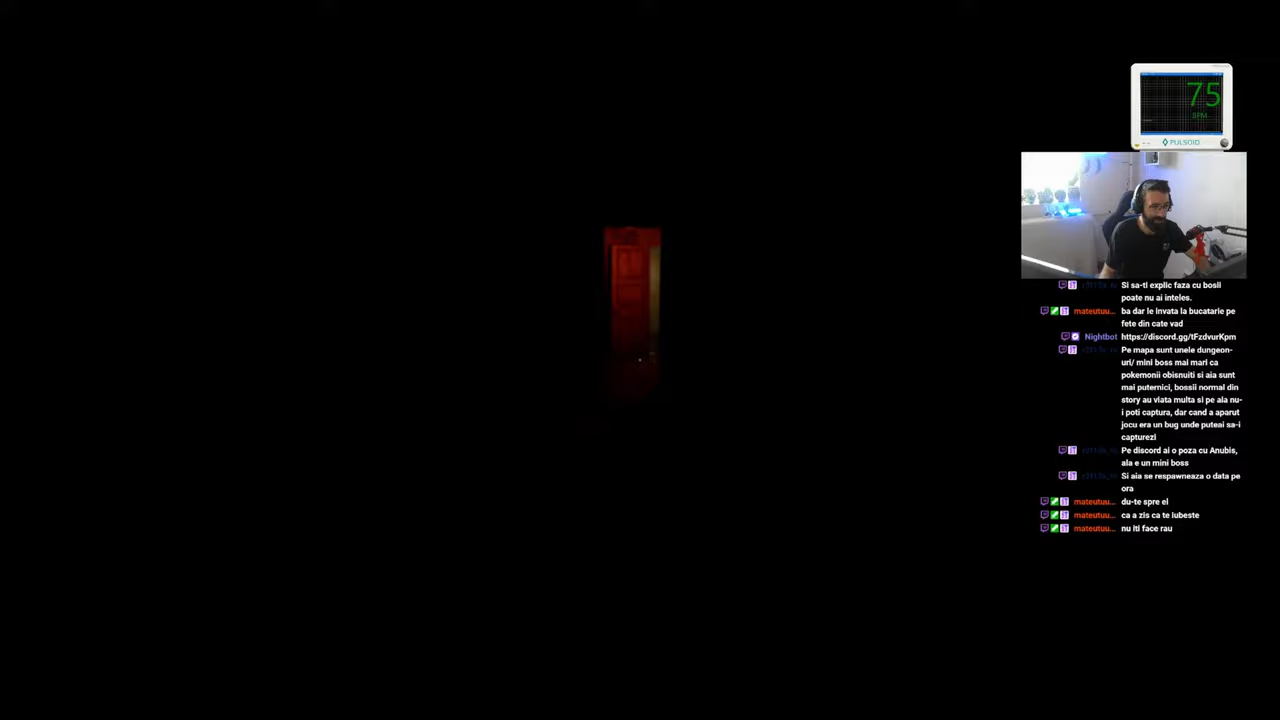 75
BPM
PULSOID
Si sa-ti explic faza cu bosii
poate nu ai inteles.
mateutuu... ba dar le invata la bucatarie pe
fete din cate vad
Nightbot https://discord.gg/tFzdvurKpm
Pe mapa sunt unele dungeon-
uri/ mini boss mai mari ca
pokemonii obisnuiti si aia sunt
mai puternici, bossii normal din
story au viata multa si pe aia nu-
i poti captura, dar cand a aparut
jocu era un bug unde puteai sa-i
capturezi
Pe discord ai o poza cu Anubis,
ala e un mini boss
Si aia se respawneaza o data pe
ora
mateutuu... du-te spre el
mateutuu... ca a zis ca te iubeste
mateutuu... nu iti face rau